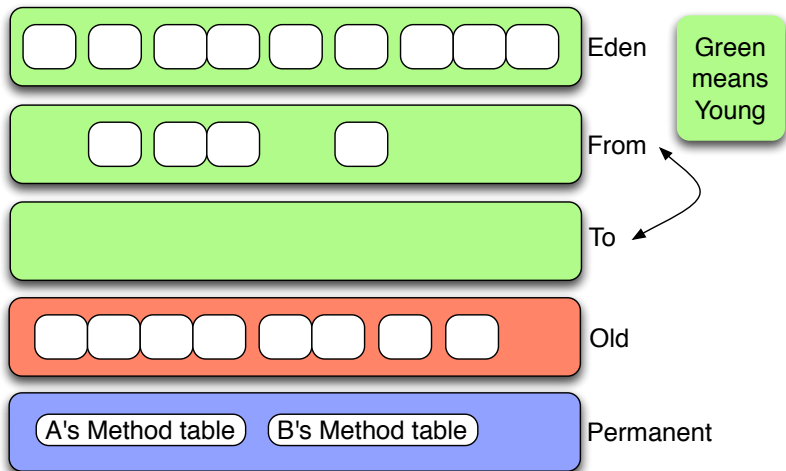 Eden
Green
means
Young
From
To
Old
A's Method table
B's Method table
Permanent